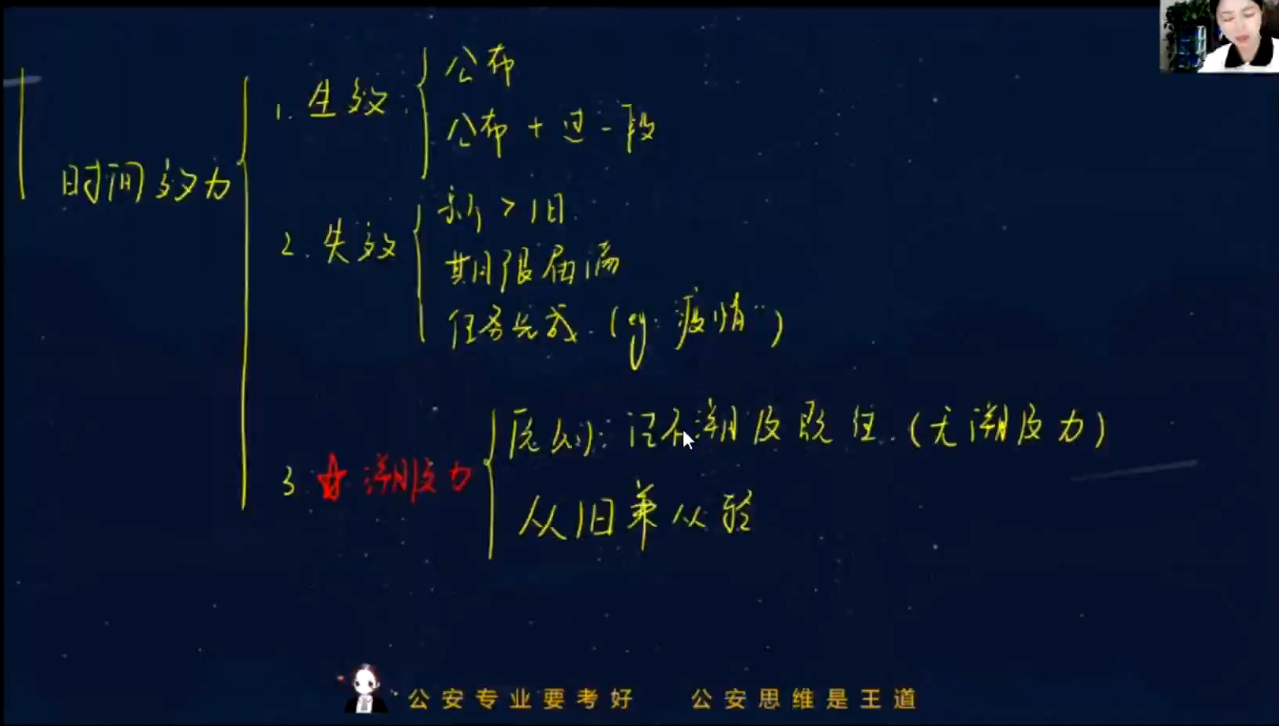 时间效力
1. 生效:
公布
公布 + 过一段
2. 失效
新 > 旧
期限届满
任务完成. (eg: 疫情")
3. ☆ 溯及力
原则: 法不溯及既往. (无溯及力)
从旧兼从轻
公安专业要考好 公安思维是王道